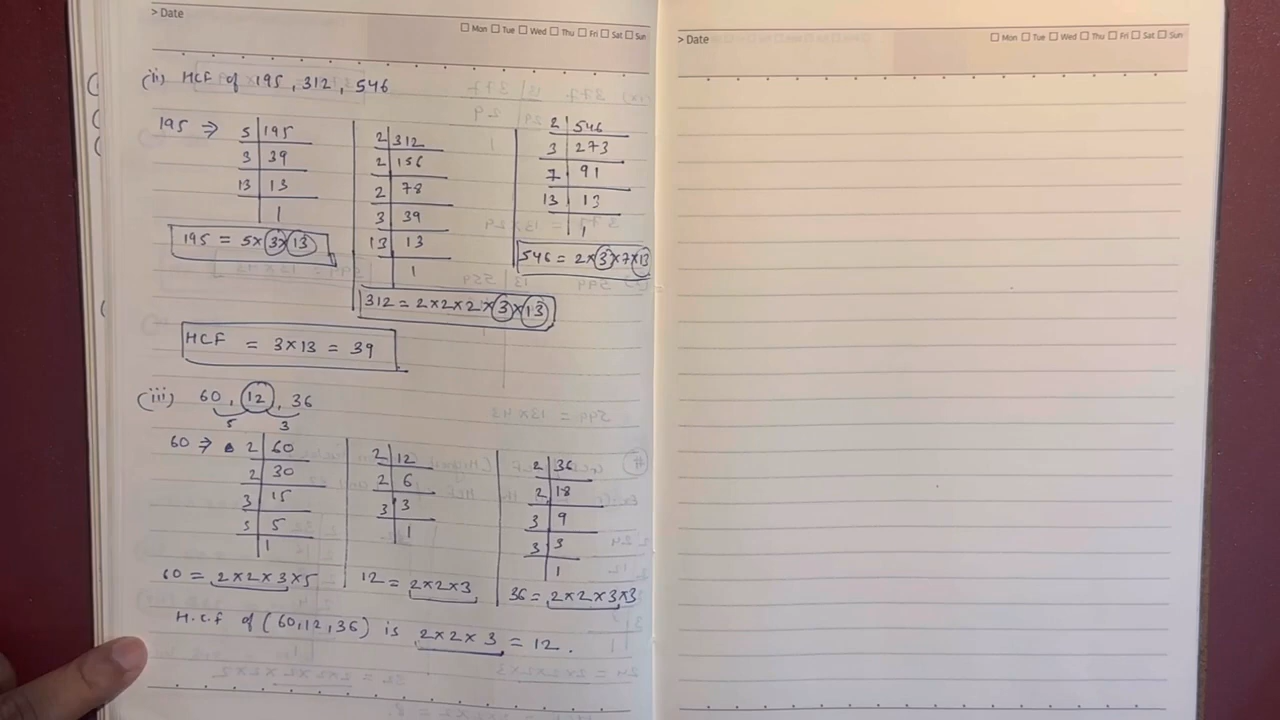 > Date
Mon Tue Wed Thu Fri Sat Sun
(ii) HCF of 195, 312, 546
195 ⇒
5 | 195
3 | 39
13 | 13
1
195 = 5×3×13
2 | 312
2 | 156
2 | 78
3 | 39
13 | 13
1
312 = 2×2×2×3×13
2 | 546
3 | 273
7 | 91
13 | 13
1
546 = 2×3×7×13
HCF = 3×13 = 39
(iii) 60, 12, 36
5 3
60 ⇒
2 | 60
2 | 30
3 | 15
5 | 5
1
60 = 2×2×3×5
2 | 12
2 | 6
3 | 3
1
12 = 2×2×3
2 | 36
2 | 18
3 | 9
3 | 3
1
36 = 2×2×3×3
H.C.f of (60,12,36) is 2×2×3 = 12.
> Date
Mon Tue Wed Thu Fri Sat Sun